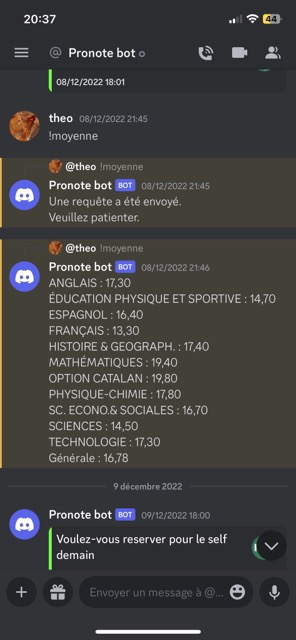 20:37
44
@ Pronote bot
08/12/2022 18:01
theo 08/12/2022 21:45
!moyenne
@theo !moyenne
Pronote bot BOT 08/12/2022 21:45
Une requête a été envoyé.
Veuillez patienter.
@theo !moyenne
Pronote bot BOT 08/12/2022 21:46
ANGLAIS : 17,30
ÉDUCATION PHYSIQUE ET SPORTIVE : 14,70
ESPAGNOL : 16,40
FRANÇAIS : 13,30
HISTOIRE & GEOGRAPH. : 17,40
MATHÉMATIQUES : 19,40
OPTION CATALAN : 19,80
PHYSIQUE-CHIMIE : 17,80
SC. ECONO.& SOCIALES : 16,70
SCIENCES : 14,50
TECHNOLOGIE : 17,30
Générale : 16,78
9 décembre 2022
Pronote bot BOT 09/12/2022 18:00
Voulez-vous reserver pour le self
demain
Envoyer un message à @...